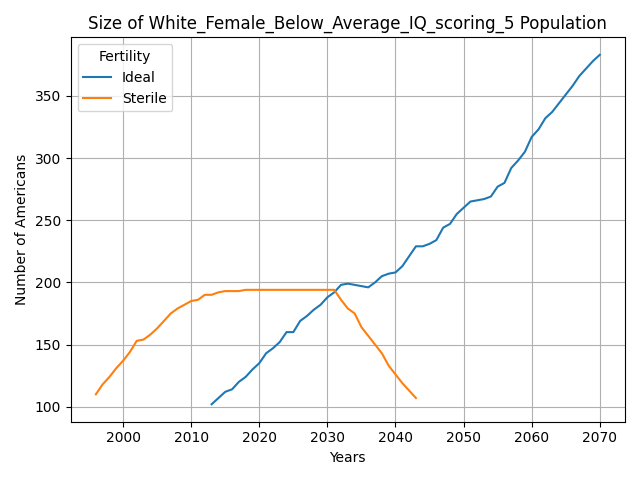 Size of White_Female_Below_Average_IQ_scoring_5 Population
Fertility
Ideal
Sterile
Number of Americans
350
300
250
200
150
100
2000 2010 2020 2030 2040 2050 2060 2070
Years